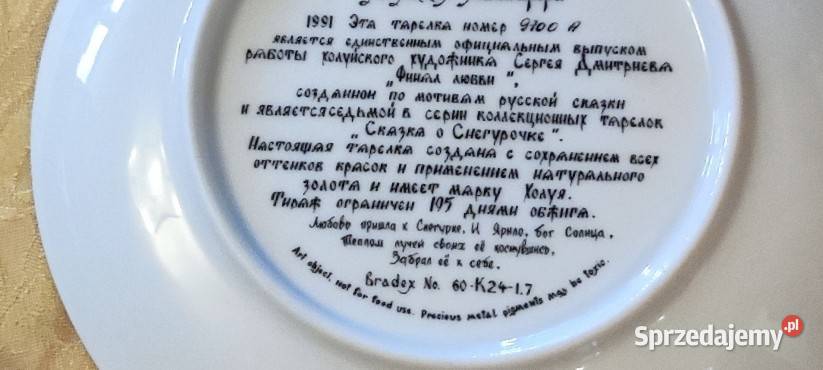 1991 Эта тарелка номер 9700 А
является единственным официальным выпуском
работы холуйского художника Сергея Дмитриева
„Финал любви",
созданной по мотивам русской сказки
и является седьмой в серии коллекционных тарелок
„Сказка о Снегурочке".
Настоящая тарелка создана с сохранением всех
оттенков красок и применением натурального
золота и имеет марку Холуя.
Тираж ограничен 195 днями обжига.
Любовь пришла к Снегурке. И Ярило, бог Солнца,
Теплом лучей своих её коснувшись,
Забрал её к себе.
Bradex No. 60-K24-1.7
Art object, not for food use. Precious metal pigments may be toxic.
Sprzedajemy.pl